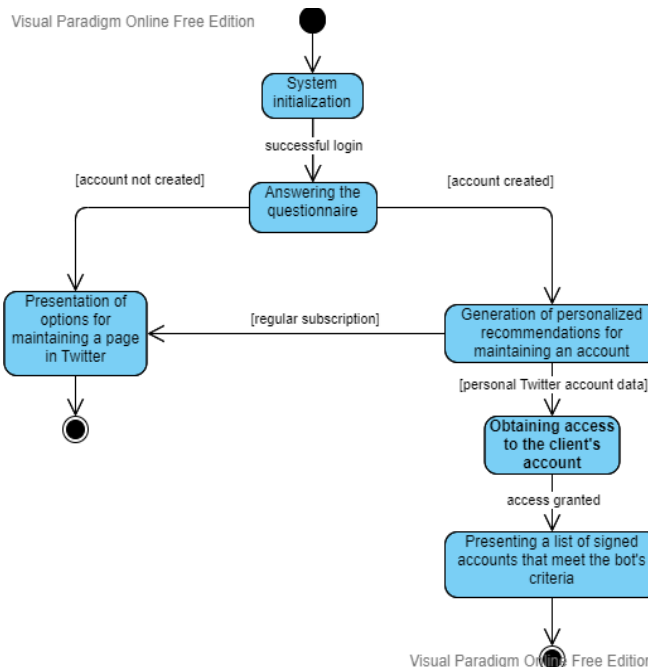 Visual Paradigm Online Free Edition
System
initialization
successful login
[account not created]
[account created]
Answering the
questionnaire
Presentation of
options for
maintaining a page
in Twitter
[regular subscription]
Generation of personalized
recommendations for
maintaining an account
[personal Twitter account data]
Obtaining access
to the client's
account
access granted
Presenting a list of signed
accounts that meet the bot's
criteria
Visual Paradigm Online Free Edition